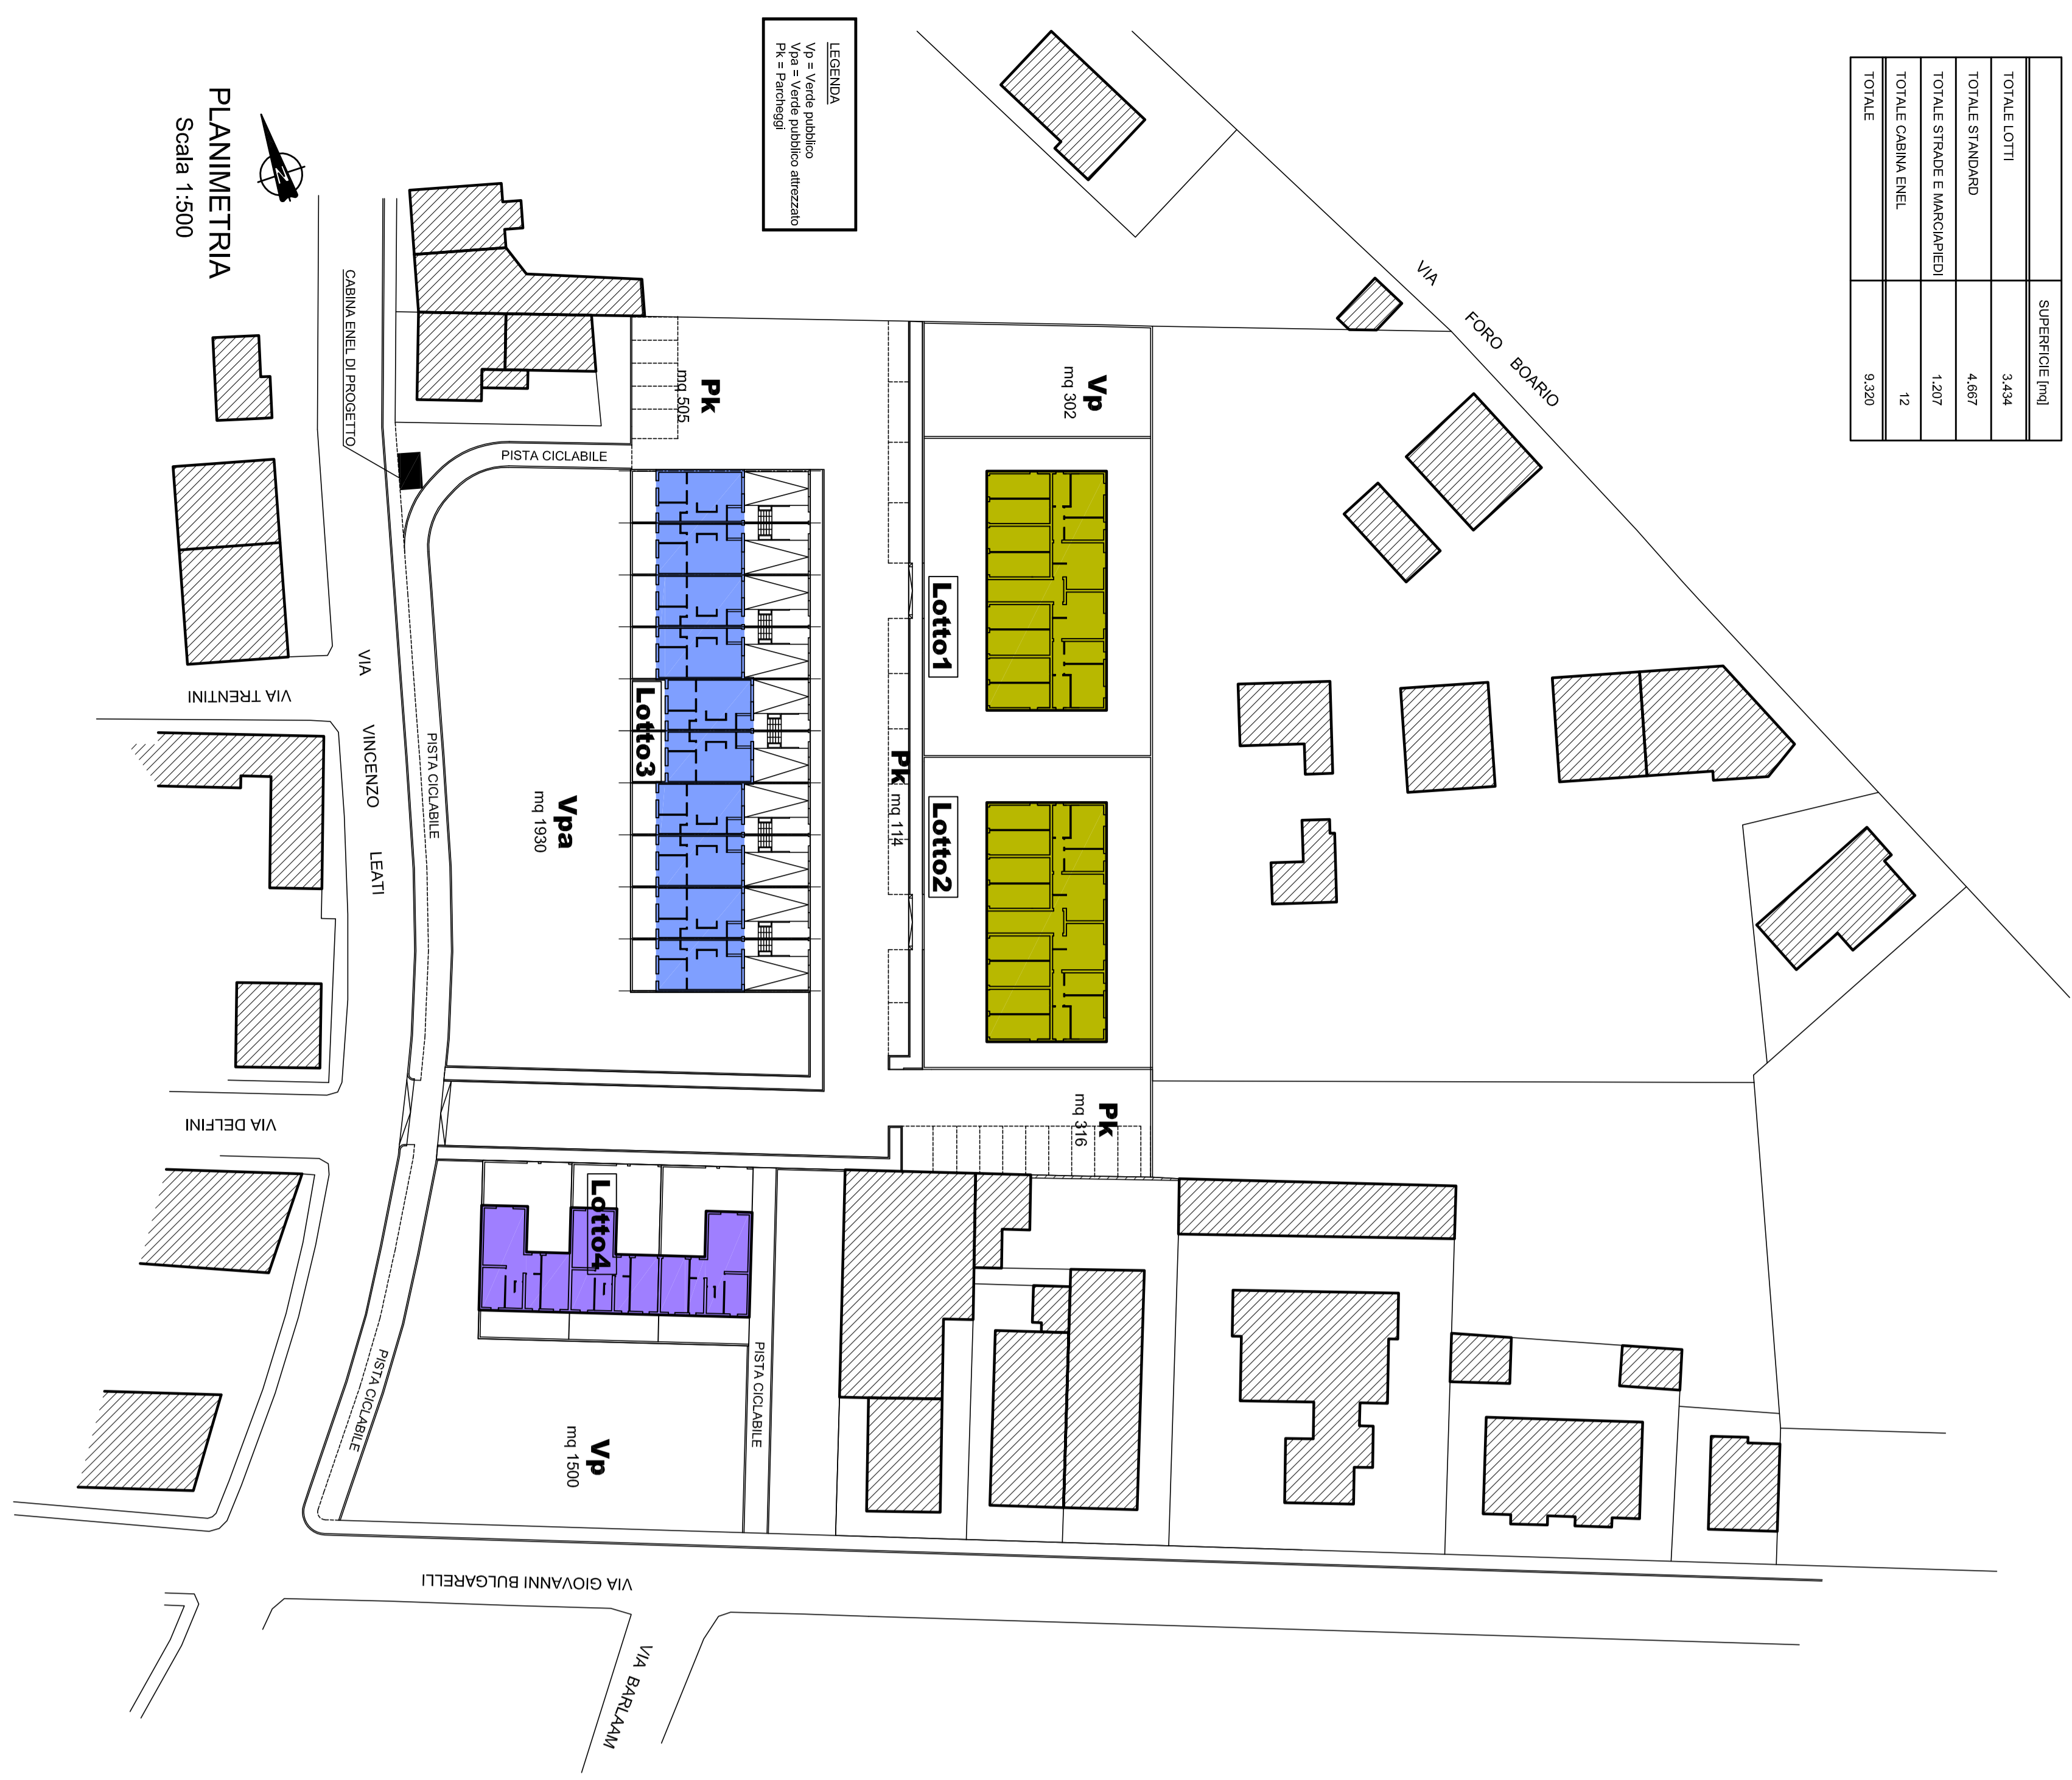 PLANIMETRIA
Scala 1:500
LEGENDA
Vp = Verde pubblico
Vpa = Verde pubblico attrezzato
Pk = Parcheggi
SUPERFICIE [mq]
TOTALE LOTTI 3.434
TOTALE STANDARD 4.667
TOTALE STRADE E MARCIAPIEDI 1.207
TOTALE CABINA ENEL 12
TOTALE 9.320
VIA FORO BOARIO
CABINA ENEL DI PROGETTO
PISTA CICLABILE
Pk
mq 505
Vp
mq 302
Lotto1
Lotto2
Lotto3
Pk
mq 114
Vpa
mq 1930
PISTA CICLABILE
VIA VINCENZO LEATI
VIA TRENTINI
VIA DELFINI
Pk
mq 316
Lotto4
PISTA CICLABILE
PISTA CICLABILE
Vp
mq 1500
VIA GIOVANNI BULGARELLI
VIA BARLAAM